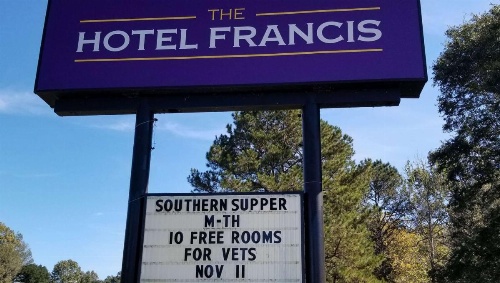 THE
HOTEL FRANCIS
SOUTHERN SUPPER
M-TH
10 FREE ROOMS
FOR VETS
NOV 11